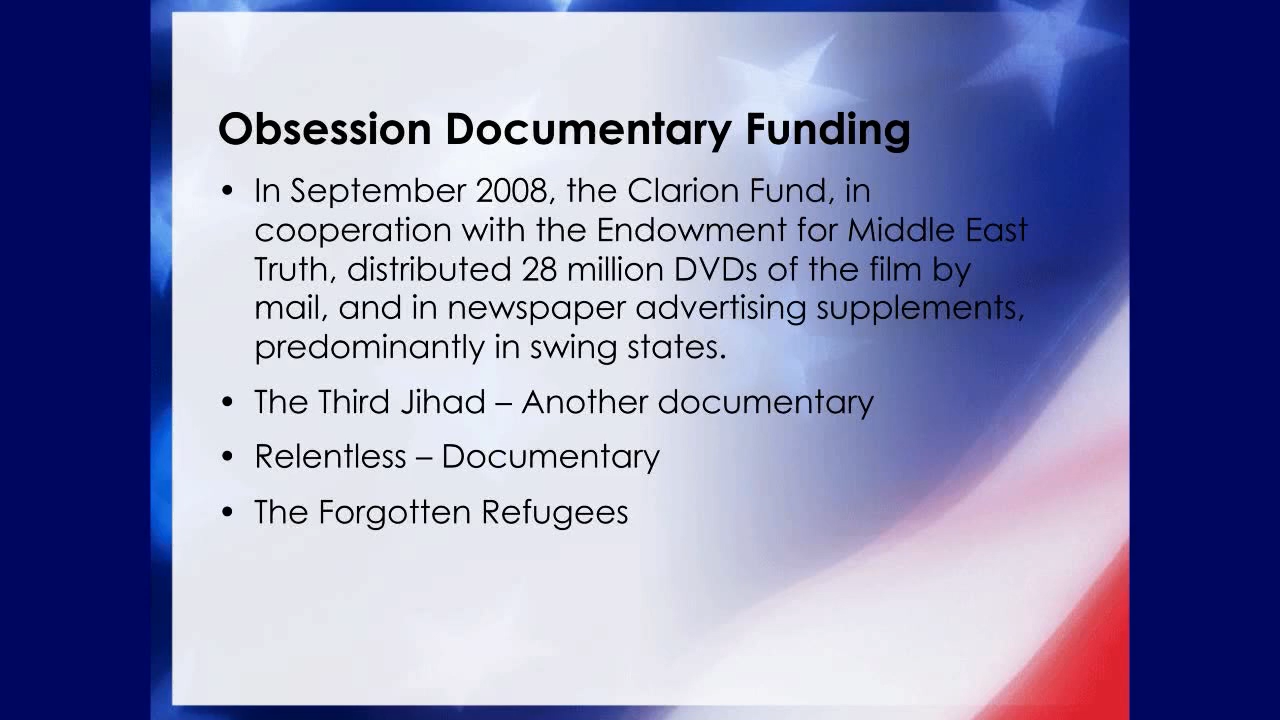 Obsession Documentary Funding
• In September 2008, the Clarion Fund, in
cooperation with the Endowment for Middle East
Truth, distributed 28 million DVDs of the film by
mail, and in newspaper advertising supplements,
predominantly in swing states.
• The Third Jihad – Another documentary
• Relentless – Documentary
• The Forgotten Refugees